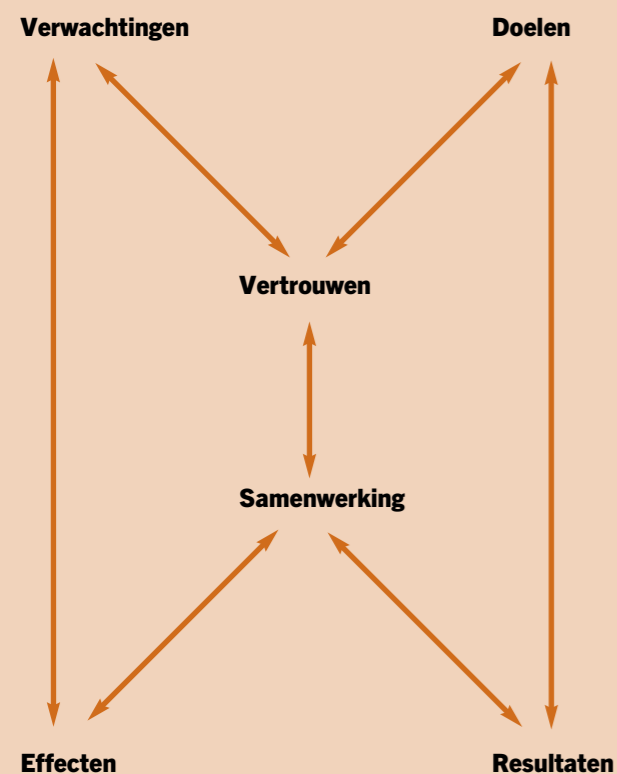 Verwachtingen
Doelen
Vertrouwen
Samenwerking
Effecten
Resultaten